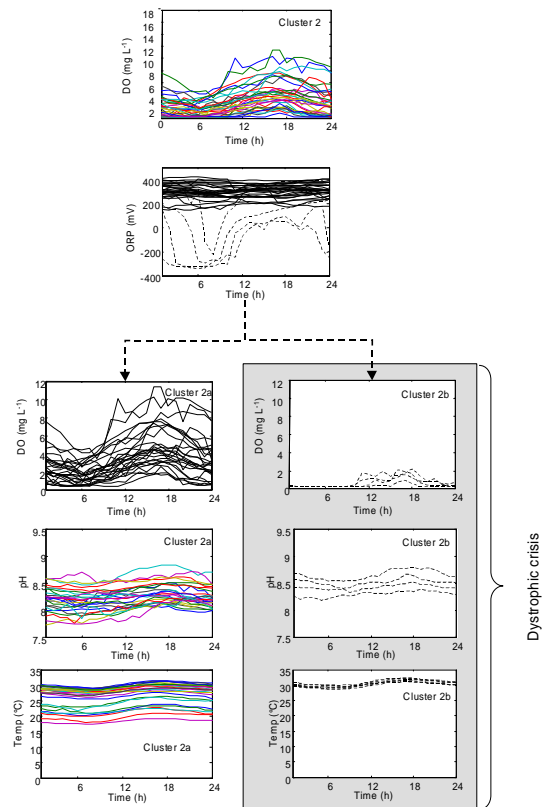 Cluster 2
DO (mg L-1)
18
16
14
12
10
8
6
4
2
0 6 12 18 24
Time (h)
ORP (mV)
400
200
0
-200
-400
6 12 18 24
Time (h)
Cluster 2a
DO (mg L-1)
12
10
8
6
4
2
0
6 12 18 24
Time (h)
Cluster 2b
DO (mg L-1)
12
10
8
6
4
2
0
6 12 18 24
Time (h)
Cluster 2a
pH
9.5
9
8.5
8
7.5
6 12 18 24
Time (h)
Cluster 2b
pH
9.5
9
8.5
8
7.5
6 12 18 24
Time (h)
Cluster 2a
Temp (°C)
35
30
25
20
15
10
5
0
6 12 18 24
Time (h)
Cluster 2b
Temp (°C)
35
30
25
20
15
10
5
0
6 12 18 24
Time (h)
Dystrophic crisis